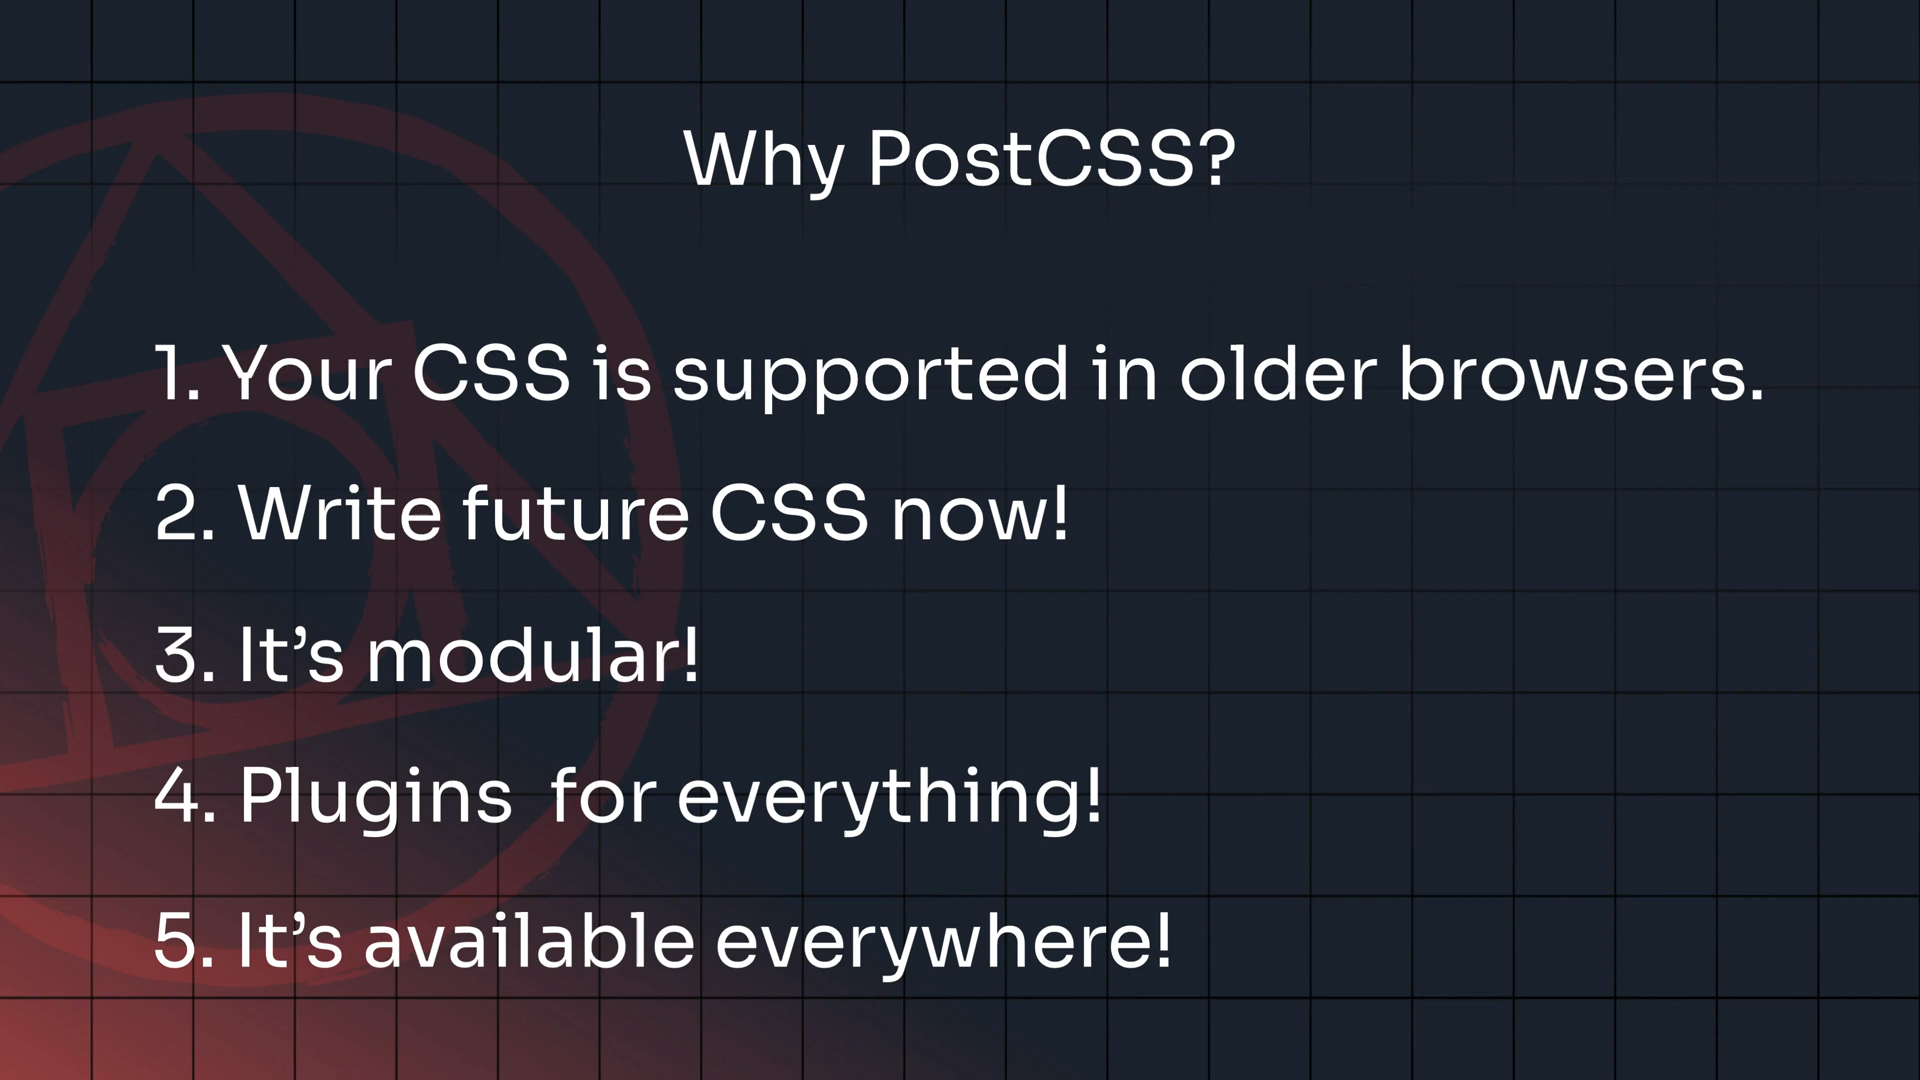 Why PostCSS?
1. Your CSS is supported in older browsers.
2. Write future CSS now!
3. It’s modular!
4. Plugins  for everything!
5. It’s available everywhere!